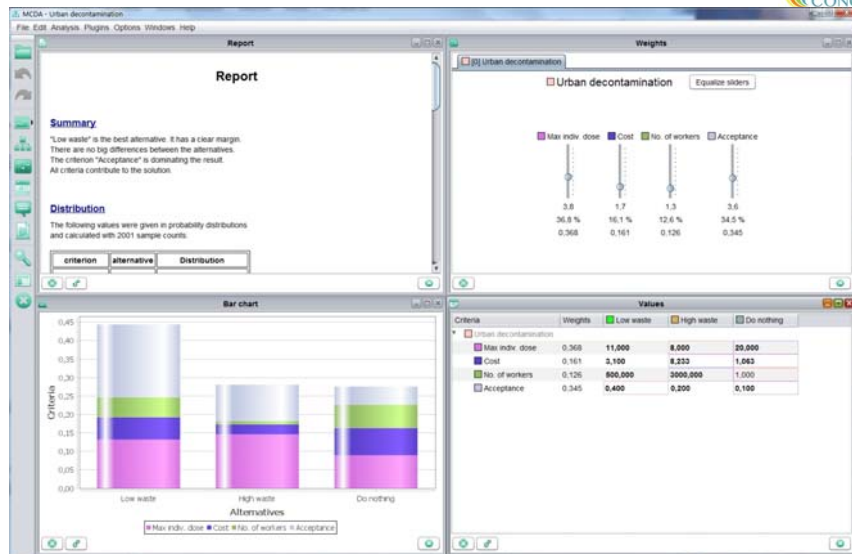 CONC
MCDA - Urban decontamination
File Edit Analysis Plugins Options Windows Help
Report
Report
Summary
"Low waste" is the best alternative. It has a clear margin.
There are no big differences between the alternatives.
The criterion "Acceptance" is dominating the result.
All criteria contribute to the solution.
Distribution
The following values were given in probability distributions
and calculated with 2001 sample counts.
criterion alternative Distribution
Weights
[0] Urban decontamination
Urban decontamination Equalize sliders
Max indiv. dose Cost No. of workers Acceptance
3,8 1,7 1,3 3,6
36.8 % 16,1 % 12.6 % 34.5 %
0.368 0,161 0.126 0,345
Bar chart
0,45
0,40
0,35
0,30
0,25
0,20
0,15
0,10
0,05
0,00
Criteria
Low waste High waste Do nothing
Alternatives
Max indiv. dose Cost No. of workers Acceptance
Values
Criteria Weights Low waste High waste Do nothing
Urban decontamination
Max indiv. dose 0,368 11,000 8,000 20,000
Cost 0,161 3,100 8,233 1,063
No. of workers 0,126 500,000 3000,000 1,000
Acceptance 0.345 0,400 0,200 0,100